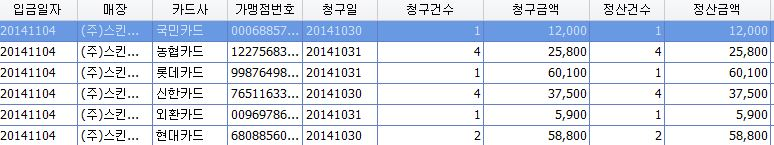 입금일자 매장 카드사 가맹점번호 청구일 청구건수 청구금액 정산건수 정산금액
20141104 (주)스킨... 국민카드 00068857... 20141030 1 12,000 1 12,000
20141104 (주)스킨... 농협카드 12275683... 20141031 4 25,800 4 25,800
20141104 (주)스킨... 롯데카드 99876498... 20141031 1 60,100 1 60,100
20141104 (주)스킨... 신한카드 76511633... 20141031 4 37,500 4 37,500
20141104 (주)스킨... 외환카드 00969786... 20141031 1 5,900 1 5,900
20141104 (주)스킨... 현대카드 68088560... 20141030 2 58,800 2 58,800